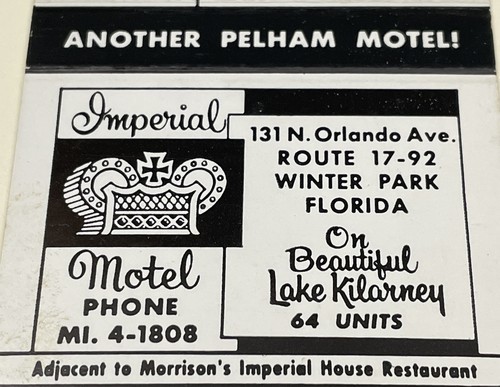 ANOTHER PELHAM MOTEL!
Imperial
Motel
PHONE
MI. 4-1808
131 N. Orlando Ave.
ROUTE 17-92
WINTER PARK
FLORIDA
On
Beautiful
Lake Kilarney
64 UNITS
Adjacent to Morrison's Imperial House Restaurant